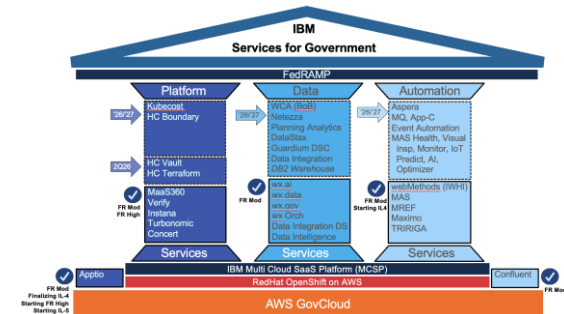 IBM
Services for Government
FedRAMP
Platform
Kubecost
HC Boundary
'26/'27
HC Vault
HC Terraform
2Q26
MaaS360
Verify
Instana
Turbonomic
Concert
FR Mod
FR High
Services
Data
WCA (BoB)
Netezza
Planning Analytics
DataStax
Guardium DSC
Data Integration
DB2 Warehouse
'26/'27
wx.ai
wx.data
wx.gov
wx Orch
Data Integration DS
Data Intelligence
FR Mod
Services
Automation
Aspera
MQ, App-C
Event Automation
MAS Health, Visual
Insp, Monitor, IoT
Predict, AI,
Optimizer
'26/'27
webMethods (IWHI)
MAS
MREF
Maximo
TRIRIGA
FR Mod
Starting IL4
Services
Apptio
FR Mod
Finalizing IL-4
Starting FR High
Starting IL-5
IBM Multi Cloud SaaS Platform (MCSP)
RedHat OpenShift on AWS
Confluent
FR Mod
AWS GovCloud